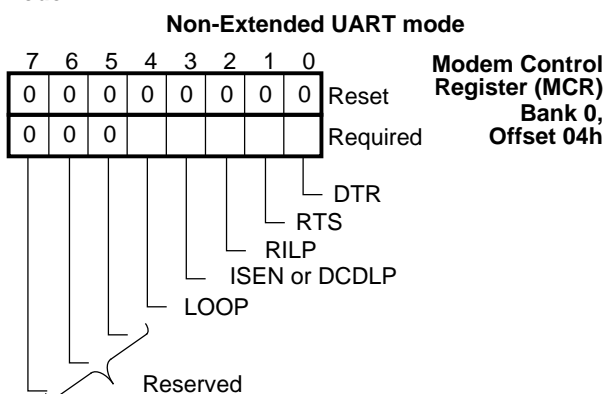 Non-Extended UART mode
7 6 5 4 3 2 1 0
Modem Control
Register (MCR)
Bank 0,
Offset 04h
0 0 0 0 0 0 0 0 Reset
0 0 0 Required
DTR
RTS
RILP
ISEN or DCDLP
LOOP
Reserved